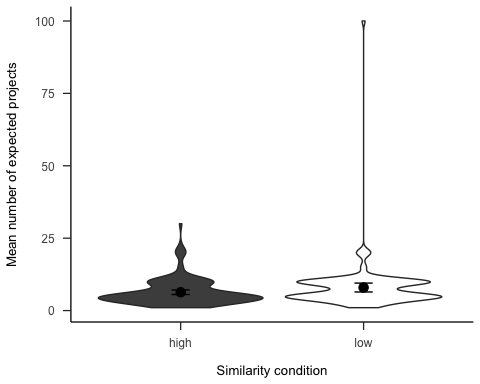 Mean number of expected projects
100
75
50
25
0
high
low
Similarity condition